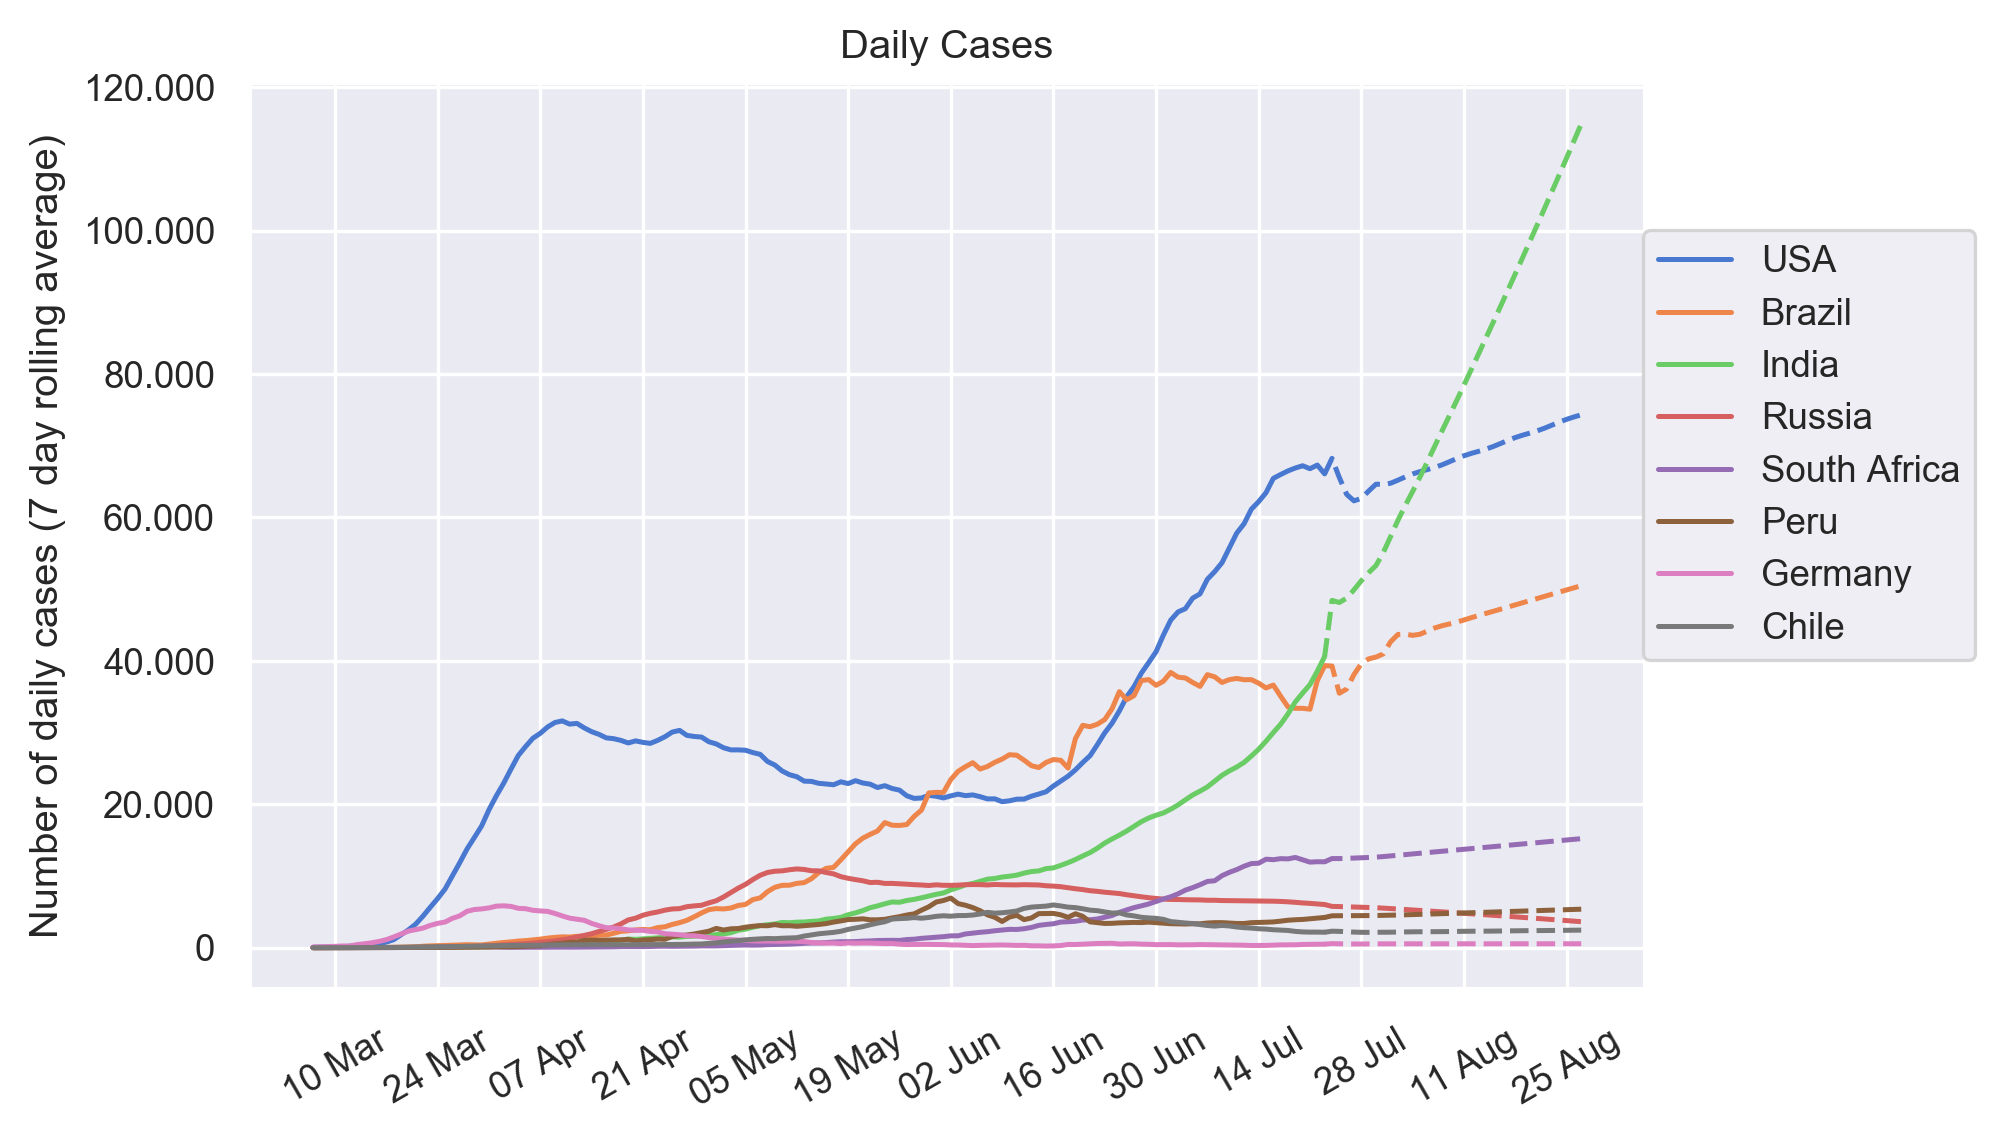 Daily Cases
Number of daily cases (7 day rolling average)
120.000
100.000
80.000
60.000
40.000
20.000
0
10 Mar
24 Mar
07 Apr
21 Apr
05 May
19 May
02 Jun
16 Jun
30 Jun
14 Jul
28 Jul
11 Aug
25 Aug
USA
Brazil
India
Russia
South Africa
Peru
Germany
Chile